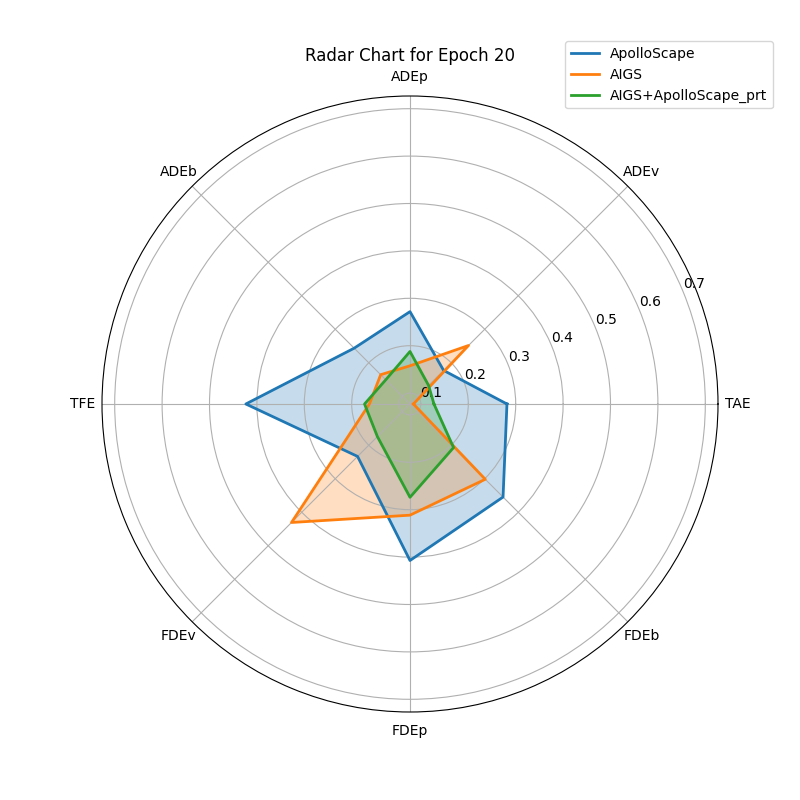 Radar Chart for Epoch 20
ApolloScape
AIGS
AIGS+ApolloScape_prt
ADEp
ADEb
ADEv
0.7
0.6
0.5
0.4
0.3
0.2
0.1
TFE
TAE
FDEv
FDEb
FDEp